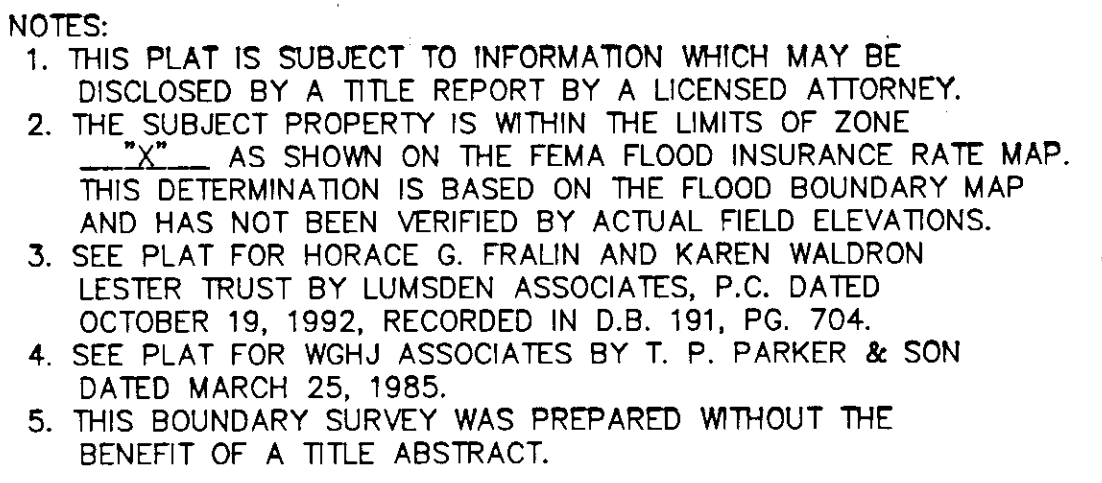 NOTES:
1. THIS PLAT IS SUBJECT TO INFORMATION WHICH MAY BE
DISCLOSED BY A TITLE REPORT BY A LICENSED ATTORNEY.
2. THE SUBJECT PROPERTY IS WITHIN THE LIMITS OF ZONE
__"X"__ AS SHOWN ON THE FEMA FLOOD INSURANCE RATE MAP.
THIS DETERMINATION IS BASED ON THE FLOOD BOUNDARY MAP
AND HAS NOT BEEN VERIFIED BY ACTUAL FIELD ELEVATIONS.
3. SEE PLAT FOR HORACE G. FRALIN AND KAREN WALDRON
LESTER TRUST BY LUMSDEN ASSOCIATES, P.C. DATED
OCTOBER 19, 1992, RECORDED IN D.B. 191, PG. 704.
4. SEE PLAT FOR WGHJ ASSOCIATES BY T. P. PARKER & SON
DATED MARCH 25, 1985.
5. THIS BOUNDARY SURVEY WAS PREPARED WITHOUT THE
BENEFIT OF A TITLE ABSTRACT.